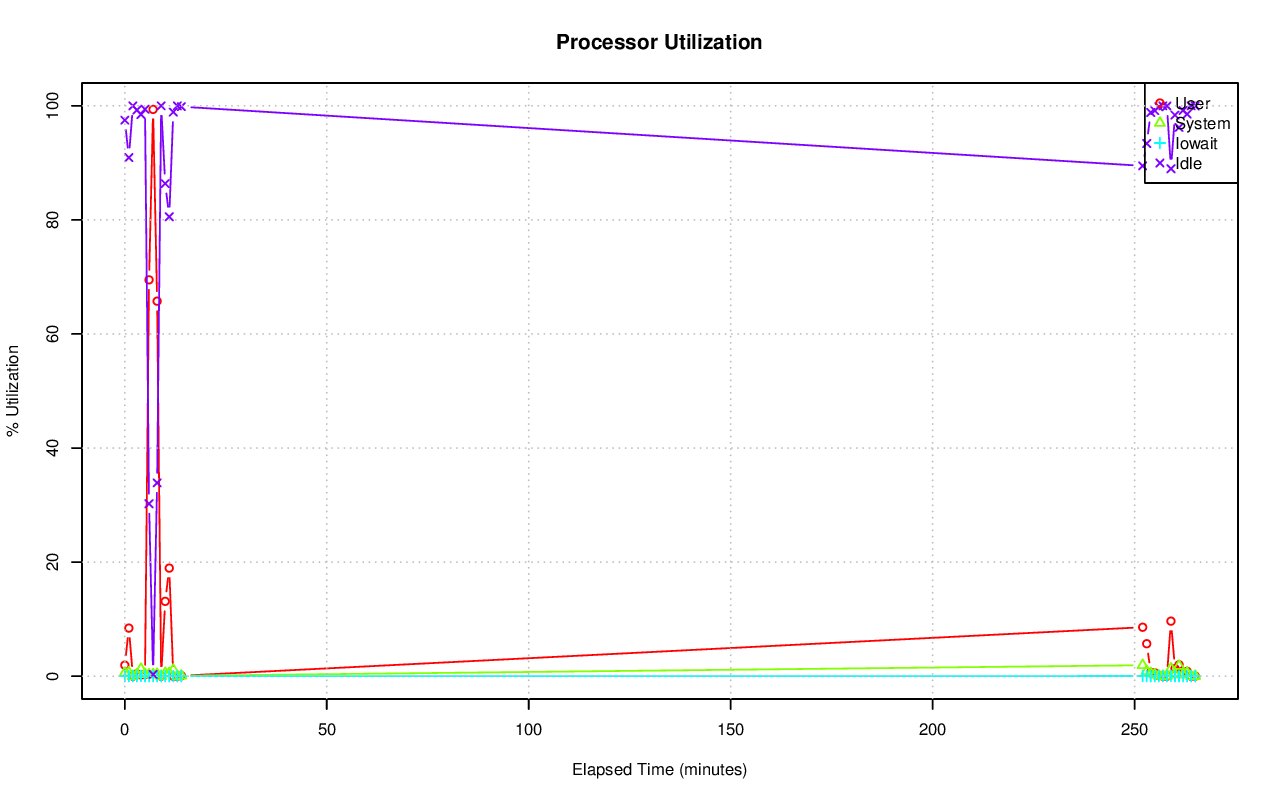 Processor Utilization
100
80
60
40
20
0
% Utilization
User
System
Iowait
Idle
0 50 100 150 200 250
Elapsed Time (minutes)